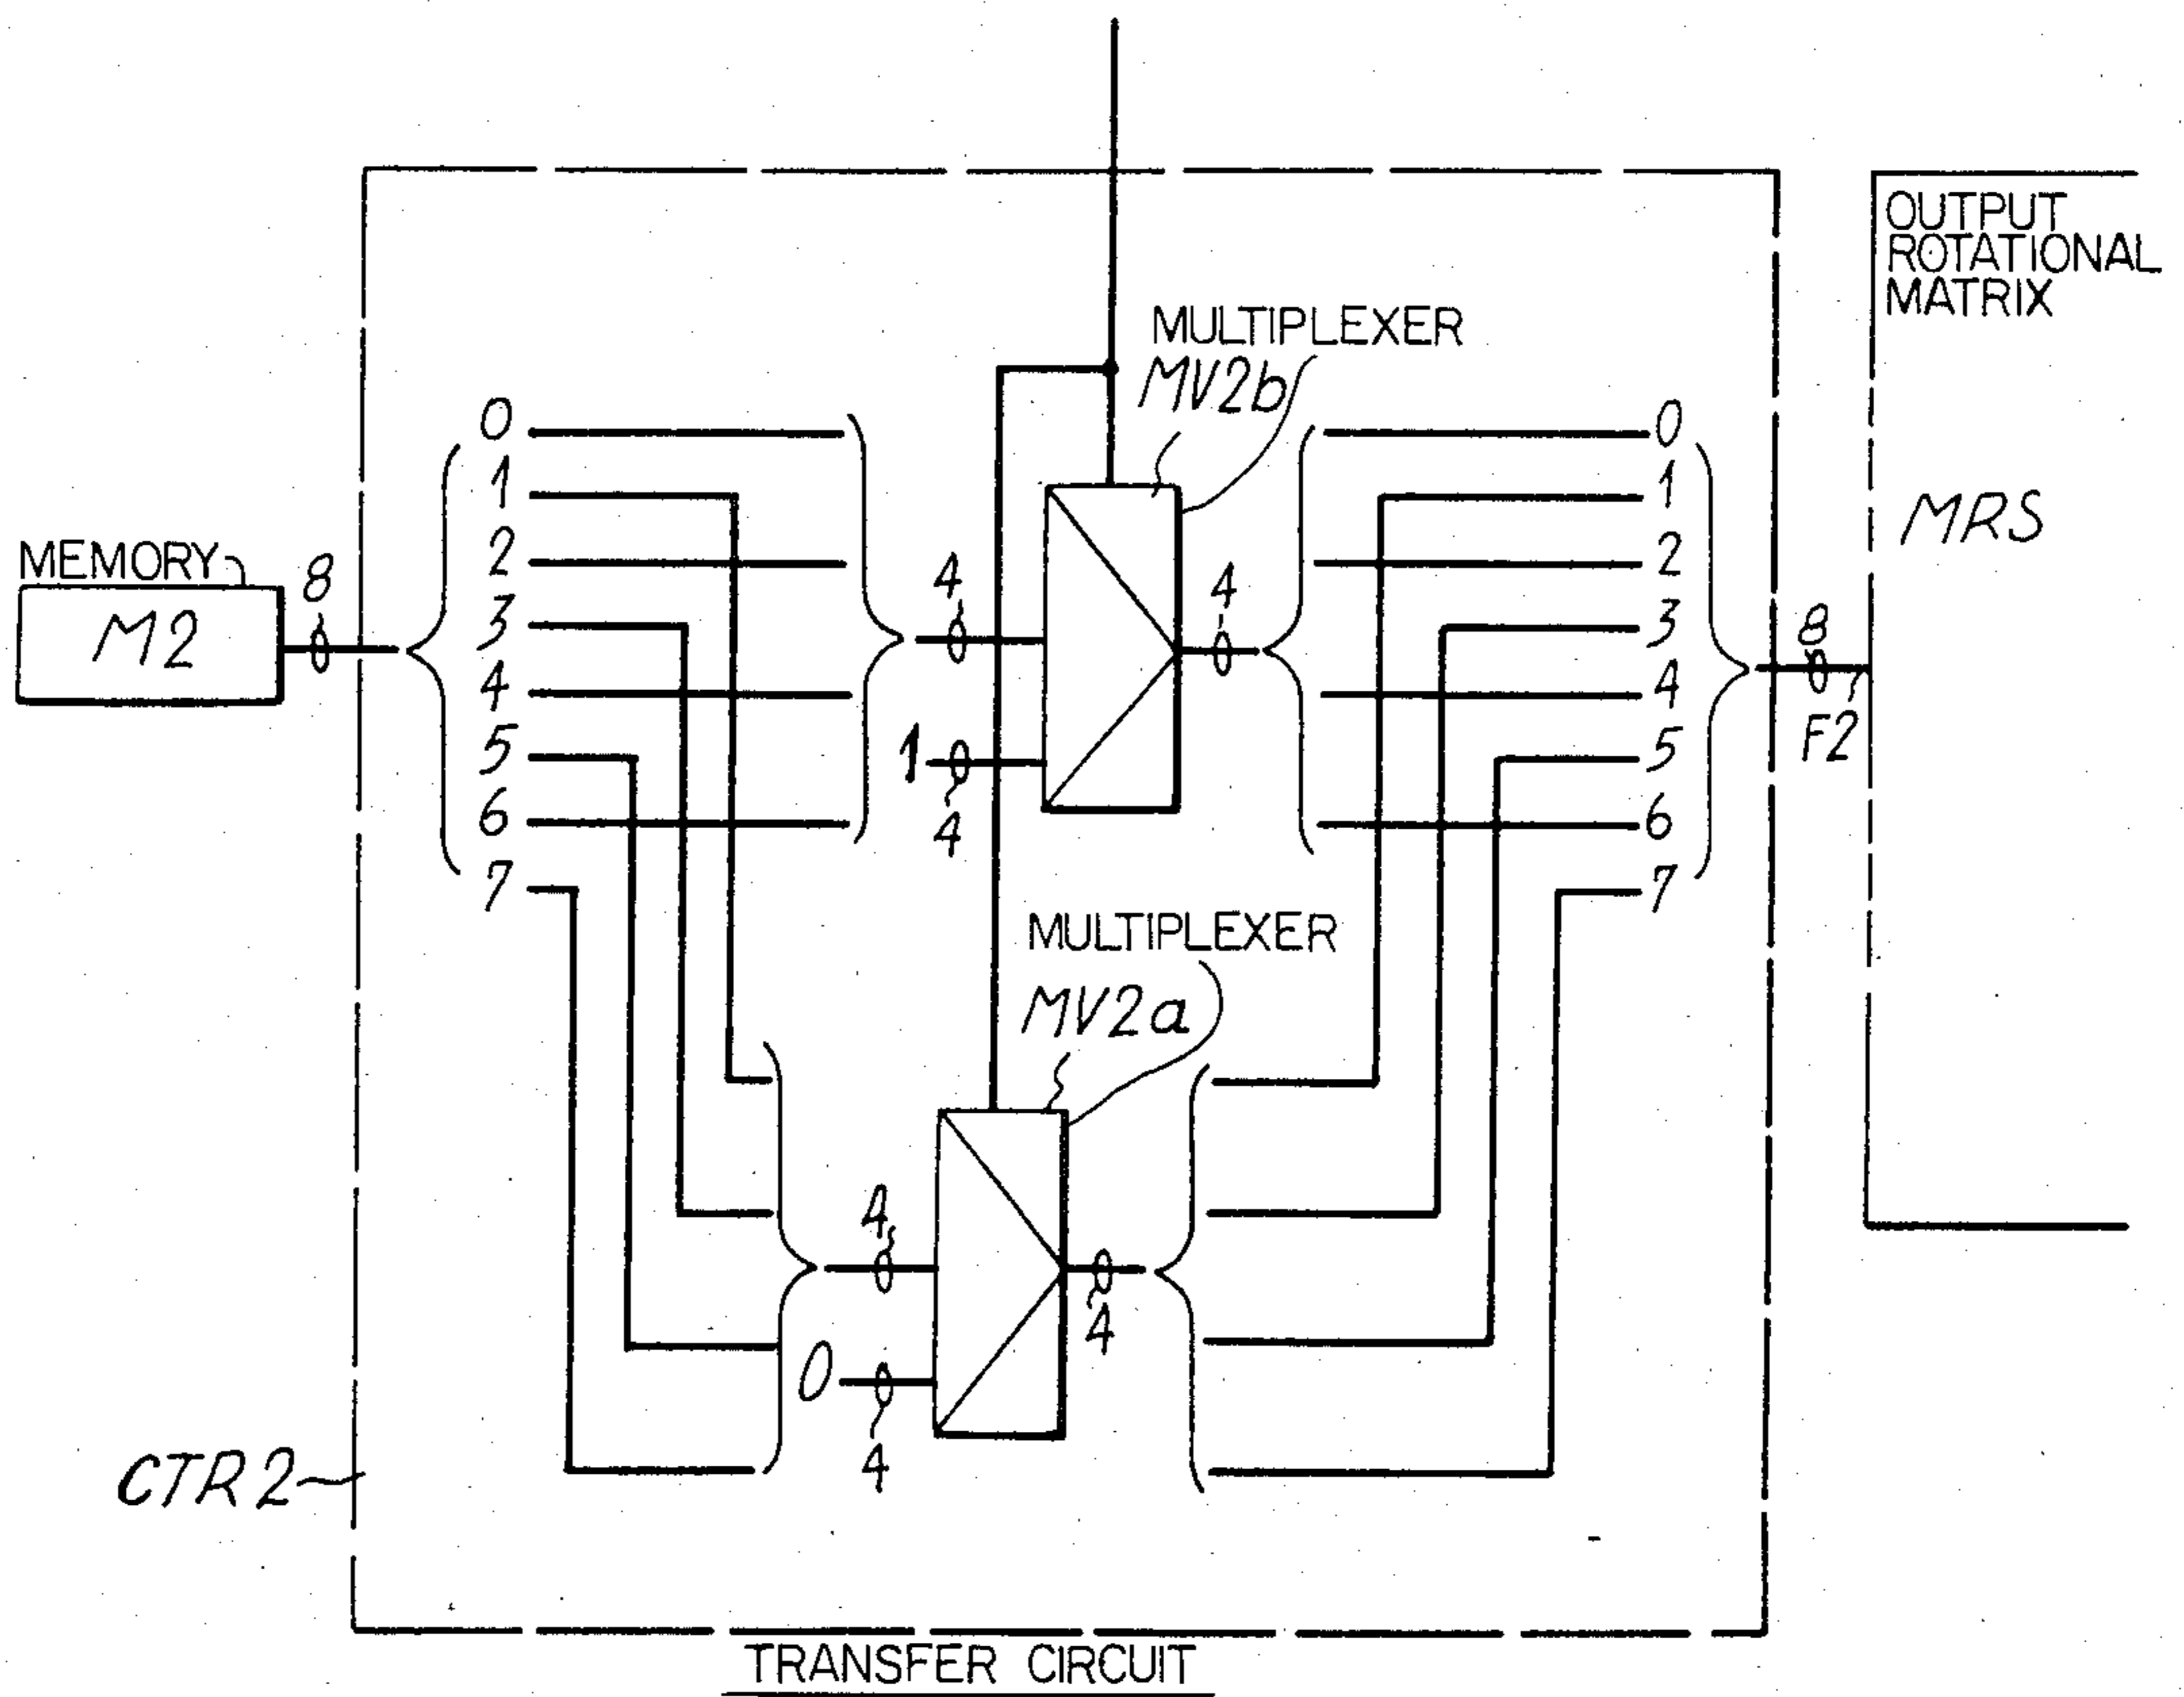 OUTPUT
ROTATIONAL
MATRIX
MULTIPLEXER
MV2b
MRS
MEMORY
M2
8
0
1
2
3
4
5
6
7
4
1
4
4
0
1
2
3
4
5
6
7
8
F2
MULTIPLEXER
MV2a
4
0
4
4
CTR2
TRANSFER CIRCUIT